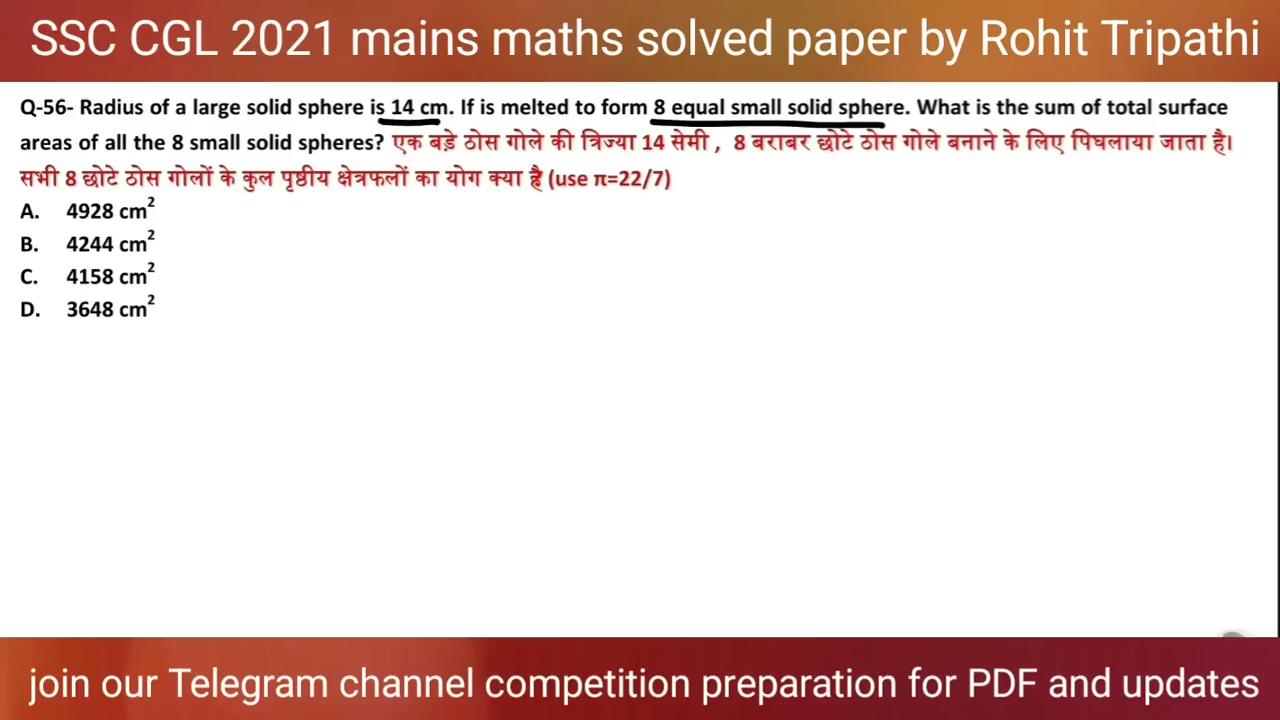 SSC CGL 2021 mains maths solved paper by Rohit Tripathi
Q-56- Radius of a large solid sphere is 14 cm. If is melted to form 8 equal small solid sphere. What is the sum of total surface
areas of all the 8 small solid spheres? एक बड़े ठोस गोले की त्रिज्या 14 सेमी , 8 बराबर छोटे ठोस गोले बनाने के लिए पिघलाया जाता है।
सभी 8 छोटे ठोस गोलों के कुल पृष्ठीय क्षेत्रफलों का योग क्या है (use π=22/7)
A. 4928 cm²
B. 4244 cm²
C. 4158 cm²
D. 3648 cm²
join our Telegram channel competition preparation for PDF and updates